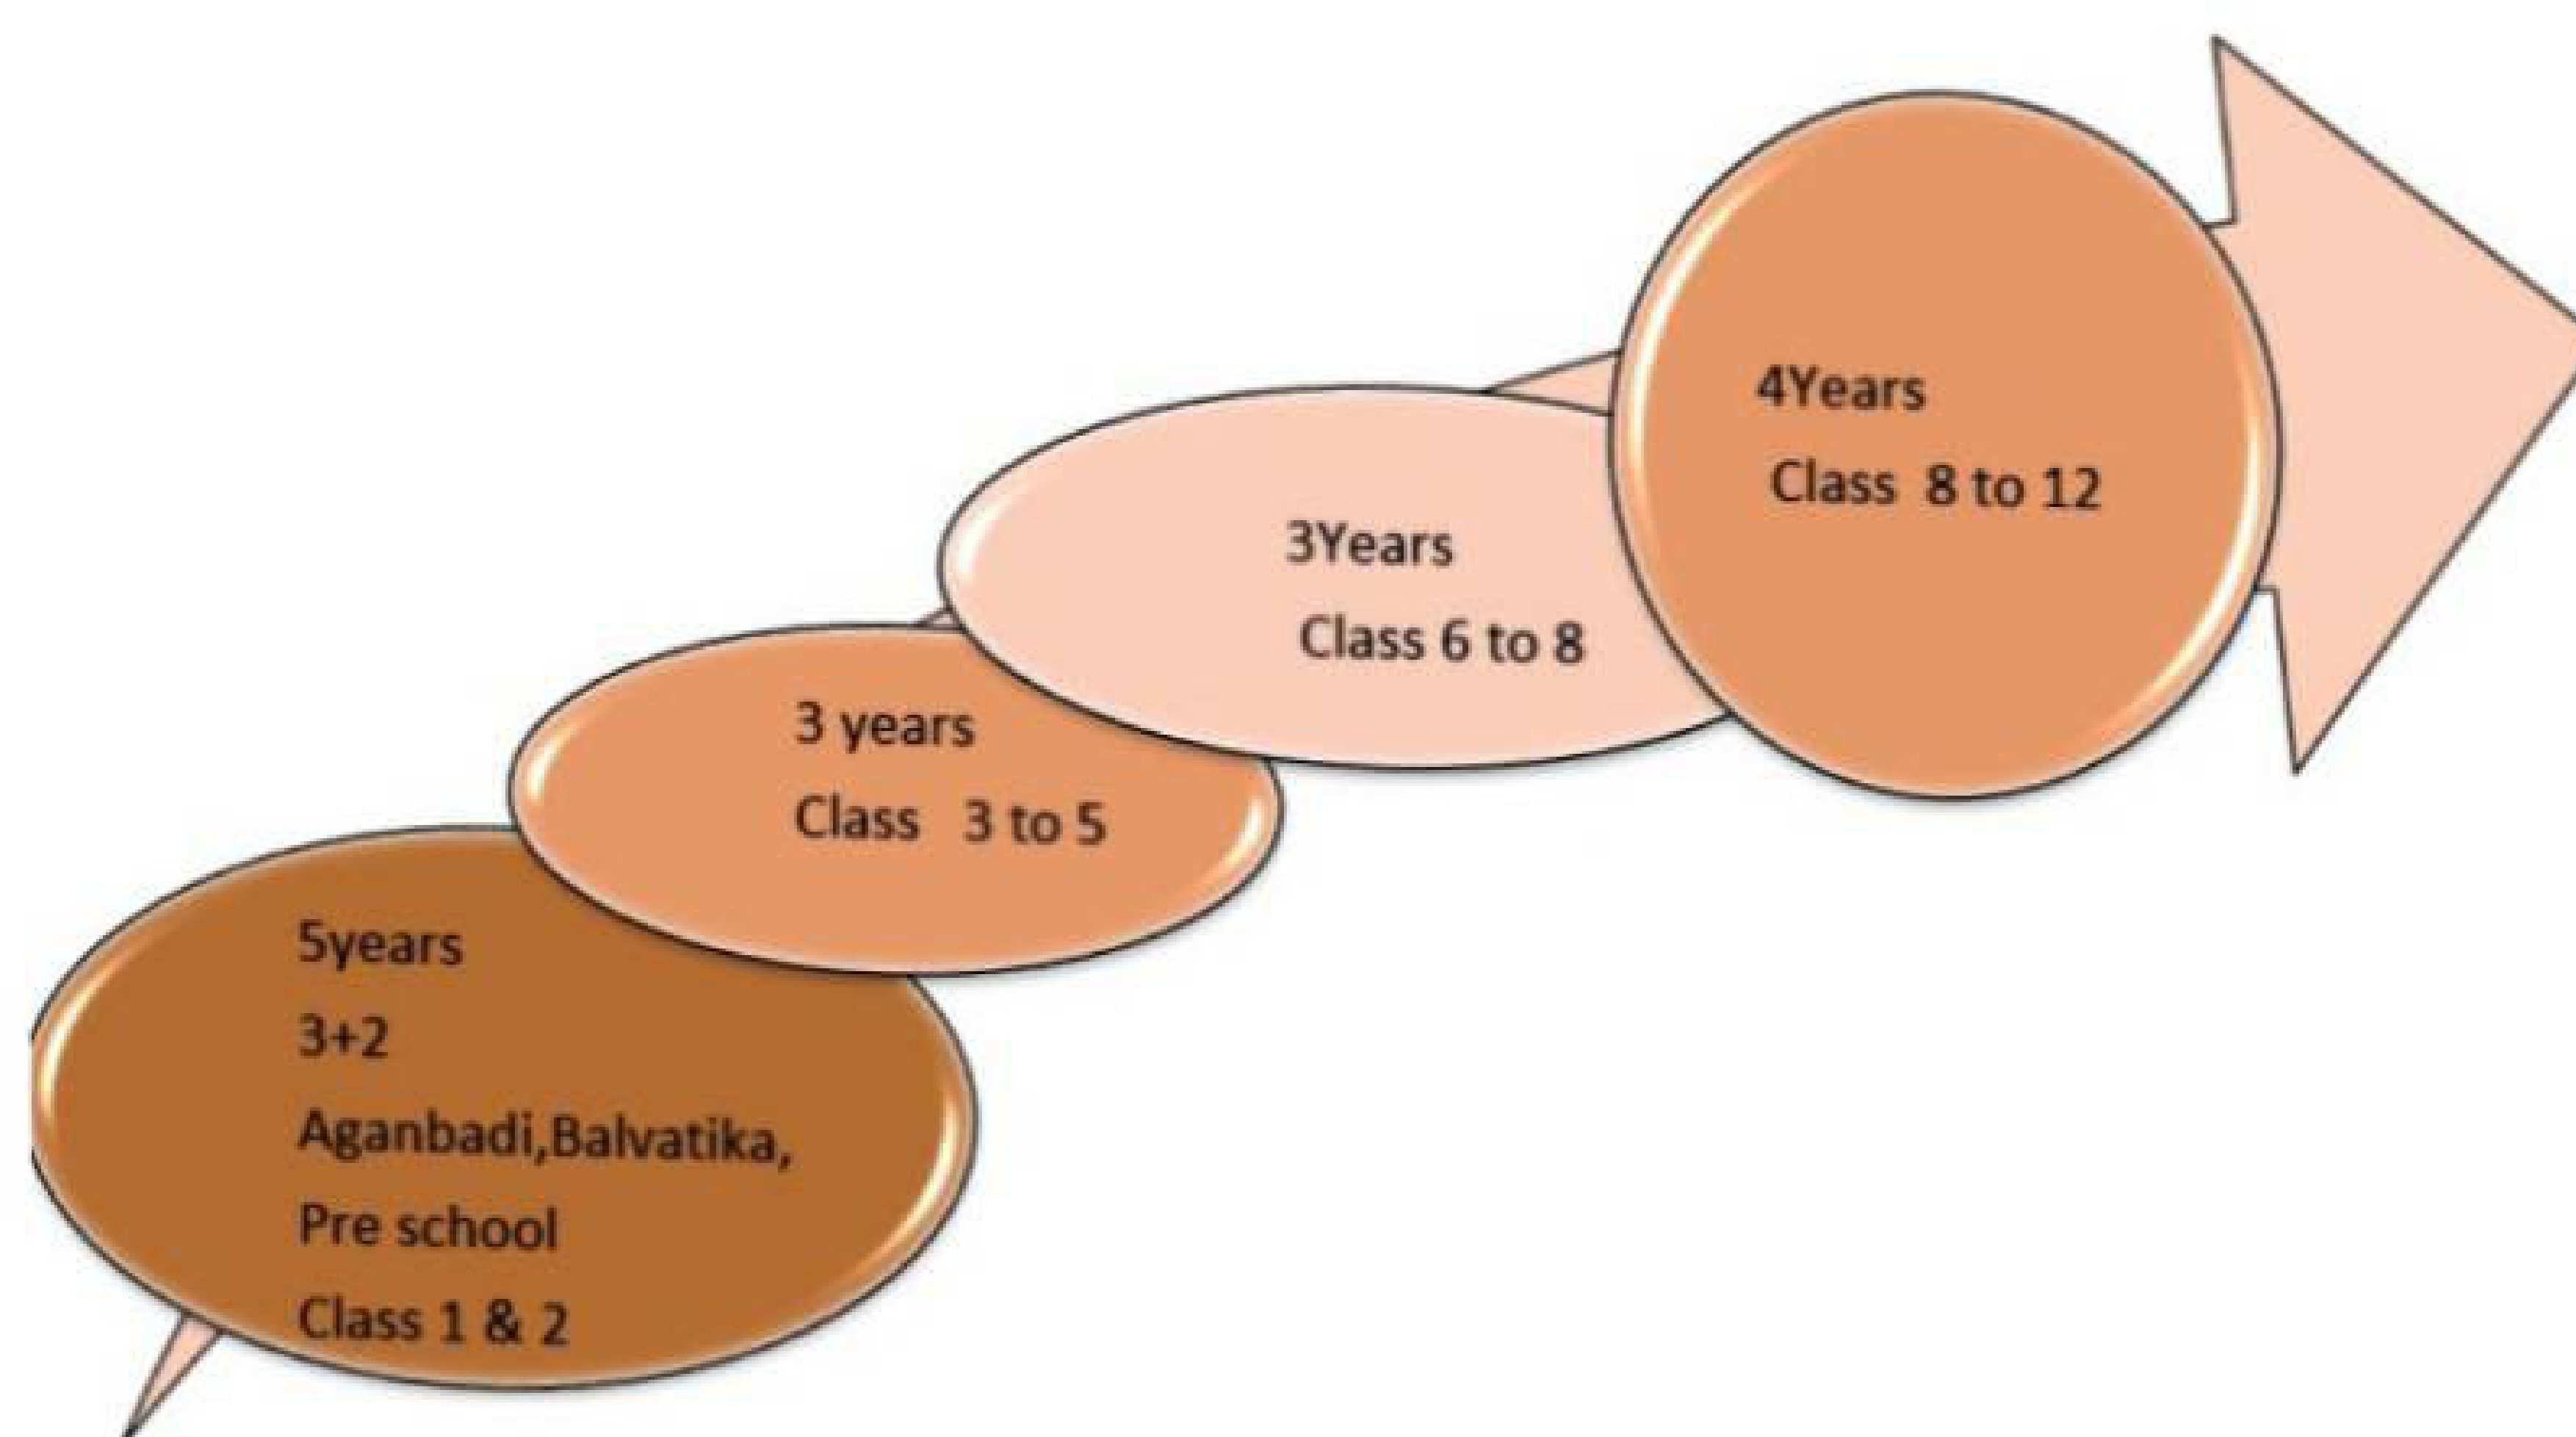 5years
3+2
Aganbadi,Balvatika,
Pre school
Class 1 & 2
3 years
Class 3 to 5
3Years
Class 6 to 8
4Years
Class 8 to 12